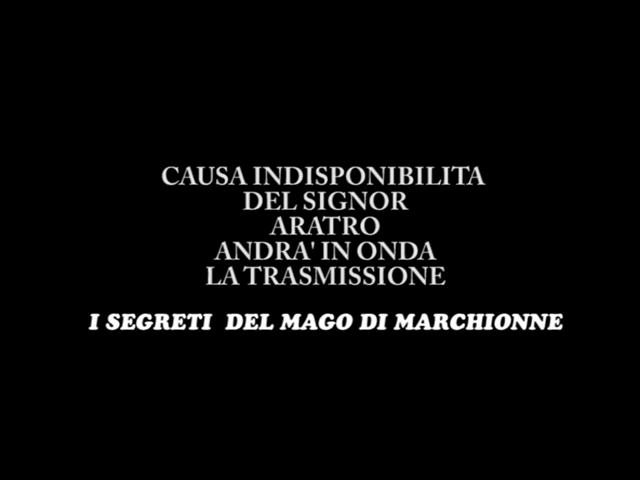 CAUSA INDISPONIBILITA
DEL SIGNOR
ARATRO
ANDRA' IN ONDA
LA TRASMISSIONE
I SEGRETI  DEL MAGO DI MARCHIONNE